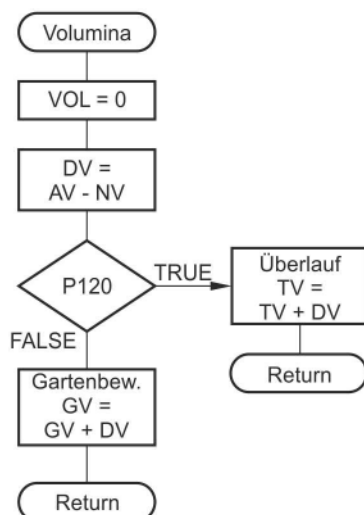 Volumina
VOL = 0
DV =
AV - NV
P120
TRUE
FALSE
Überlauf
TV =
TV + DV
Return
Gartenbew.
GV =
GV + DV
Return